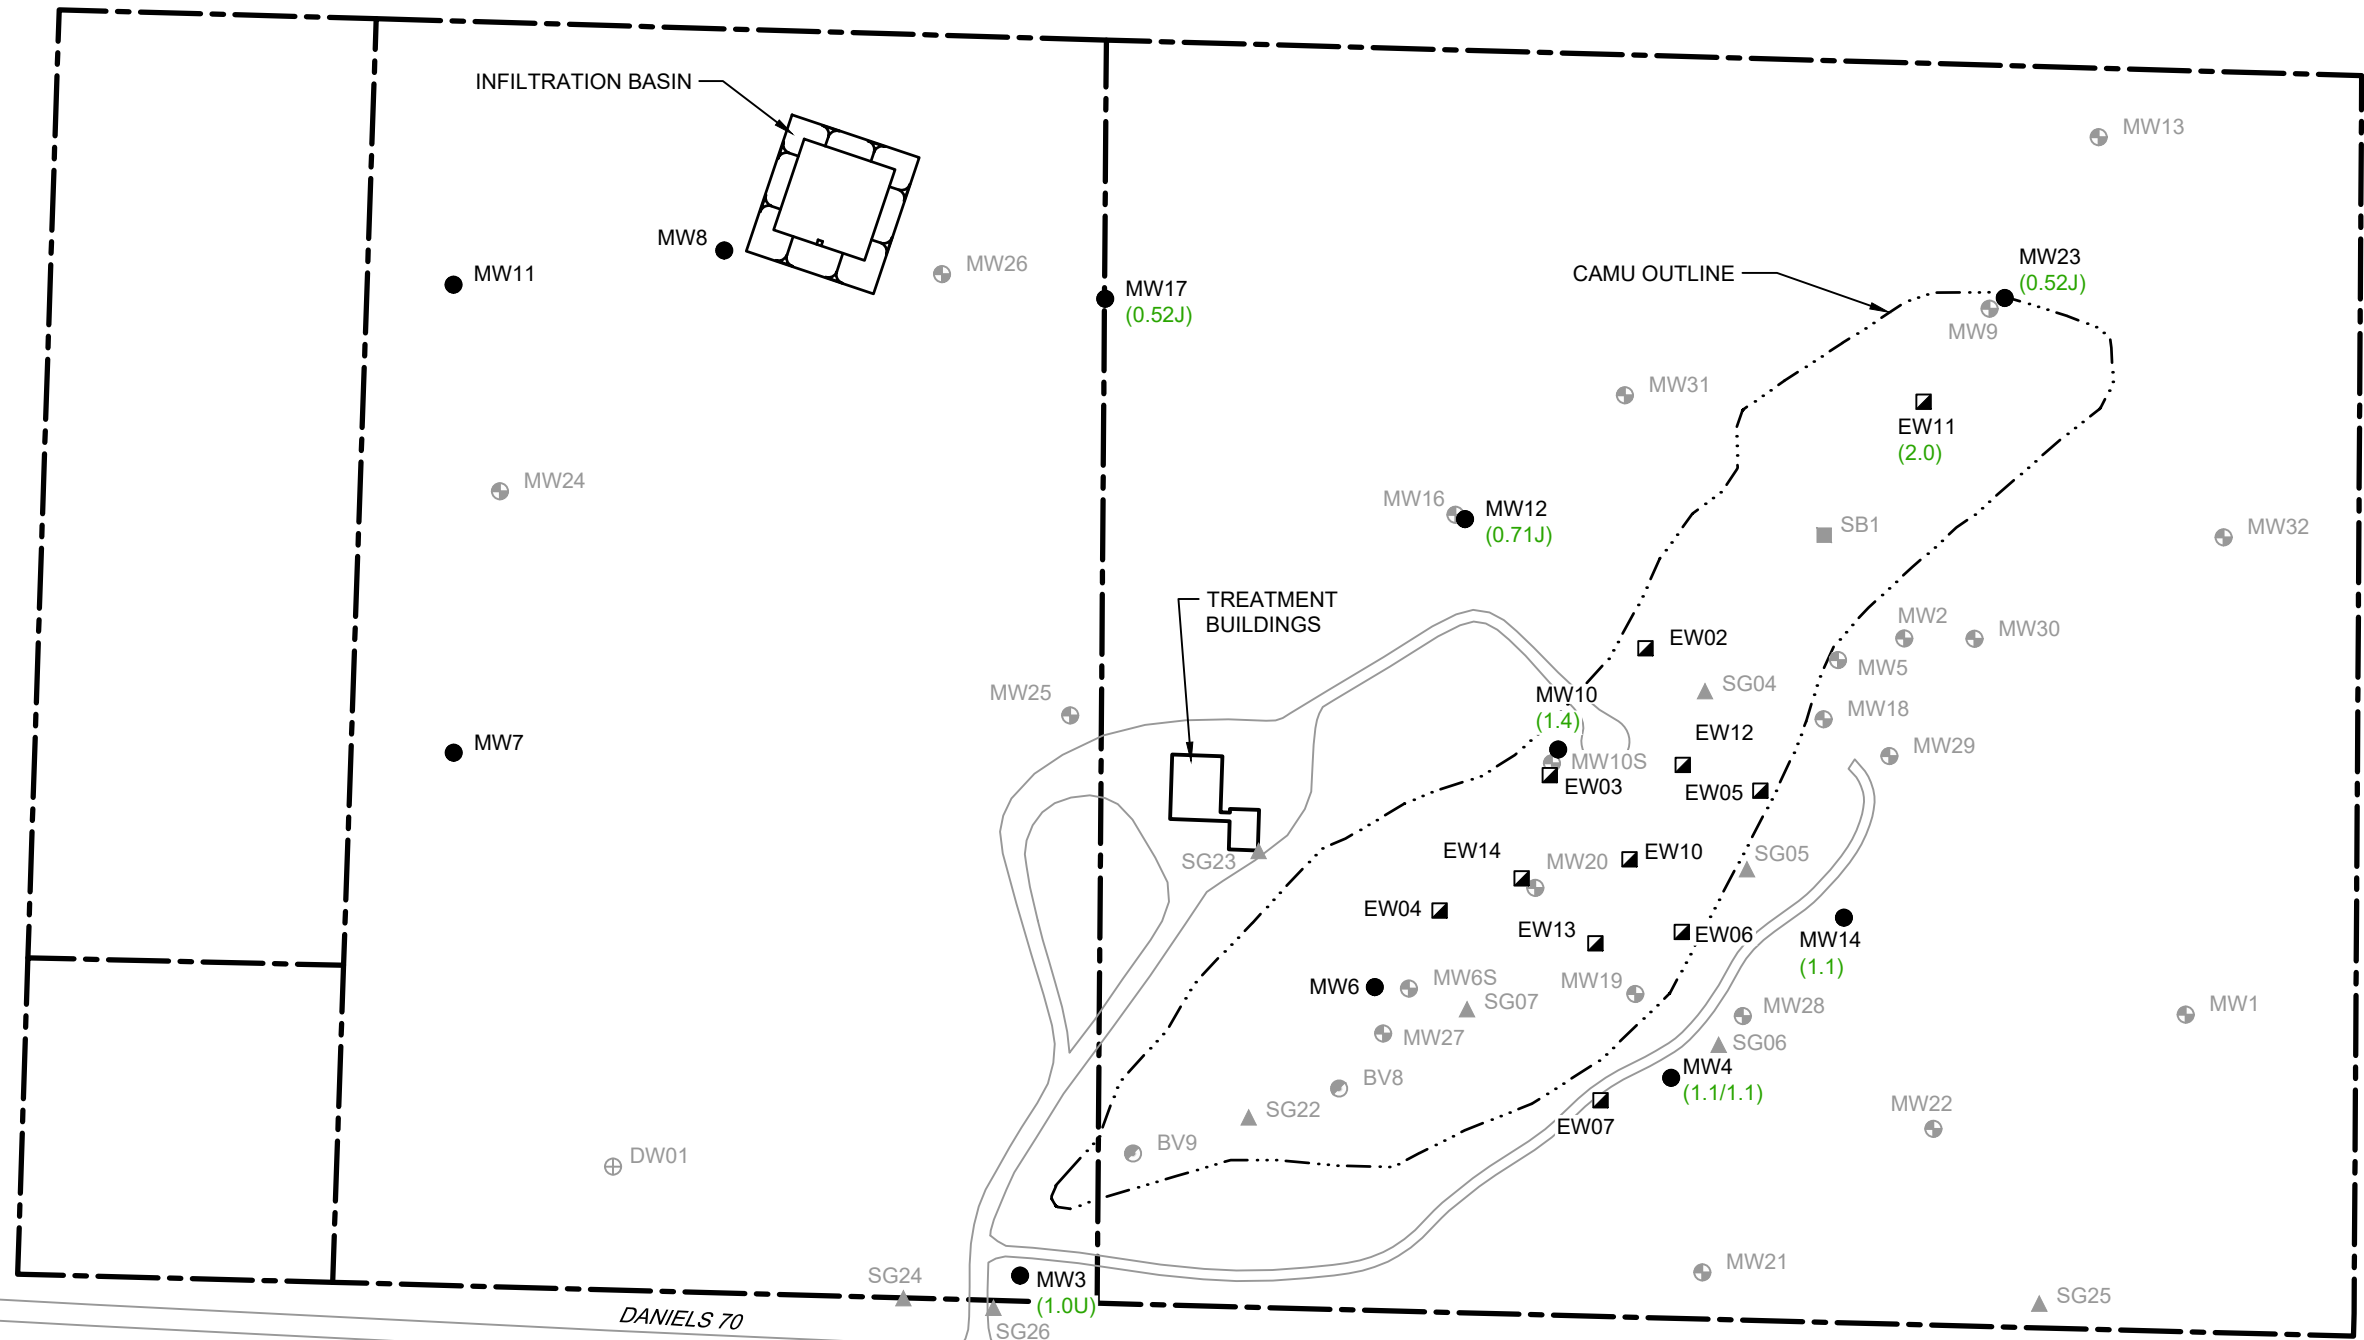 INFILTRATION BASIN
MW13
MW8
MW26
MW23
(0.52J)
MW11
CAMU OUTLINE
MW17
(0.52J)
MW9
MW31
EW11
(2.0)
MW24
MW16
MW12
(0.71J)
SB1
MW32
TREATMENT
BUILDINGS
MW2
MW30
EW02
MW5
SG04
MW25
MW10
(1.4)
MW18
MW7
EW12
MW29
MW10S
EW03
EW05
SG23
EW14
MW20
EW10
SG05
EW04
EW13
EW06
MW14
(1.1)
MW6
MW6S
MW19
SG07
MW28
MW1
MW27
SG06
MW4
(1.1/1.1)
BV8
SG22
EW07
MW22
BV9
DW01
MW21
SG24
MW3
(1.0U)
SG25
DANIELS 70
SG26